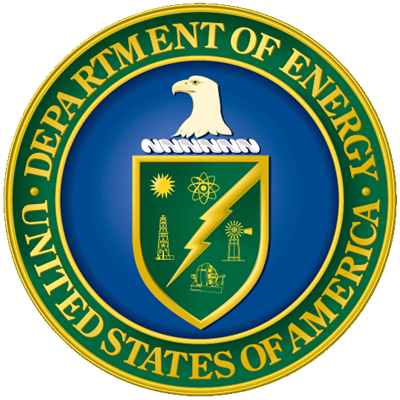 DEPARTMENT OF ENERGY
UNITED STATES OF AMERICA